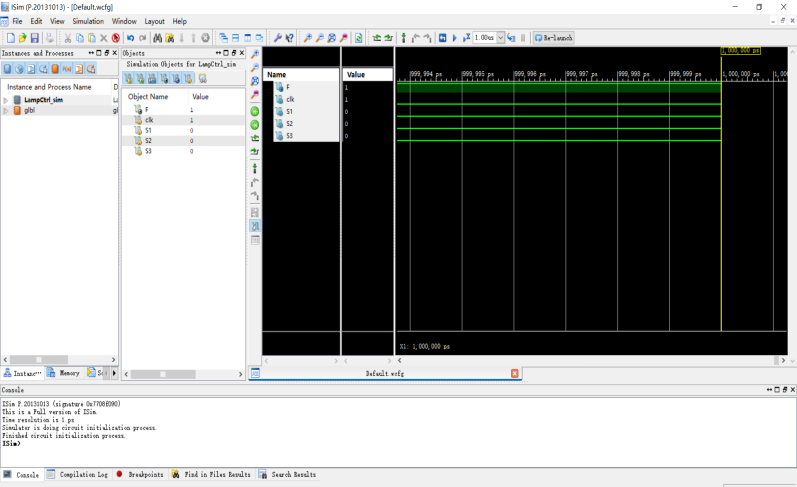 ISim (P.20131013) - [Default.wcfg]
File Edit View Simulation Window Layout Help
1.00us Re-launch
Instances and Processes
Instance and Process Name D
LampCtrl_sim La
glbl gl
Objects
Simulation Objects for LampCtrl_sim
Object Name Value
F 1
clk 1
S1 0
S2 0
S3 0
Name Value
F 1
clk 1
S1 0
S2 0
S3 0
1,000,000 ps
999,994 ps 999,995 ps 999,996 ps 999,997 ps 999,998 ps 999,999 ps 1,000,000 ps 1,00
X1: 1,000,000 ps
Instanc... Memory
Default.wcfg
Console
ISim P.20131013 (signature 0x7708f090)
This is a Full version of ISim.
Time resolution is 1 ps
Simulator is doing circuit initialization process.
Finished circuit initialization process.
ISim>
Console Compilation Log Breakpoints Find in Files Results Search Results